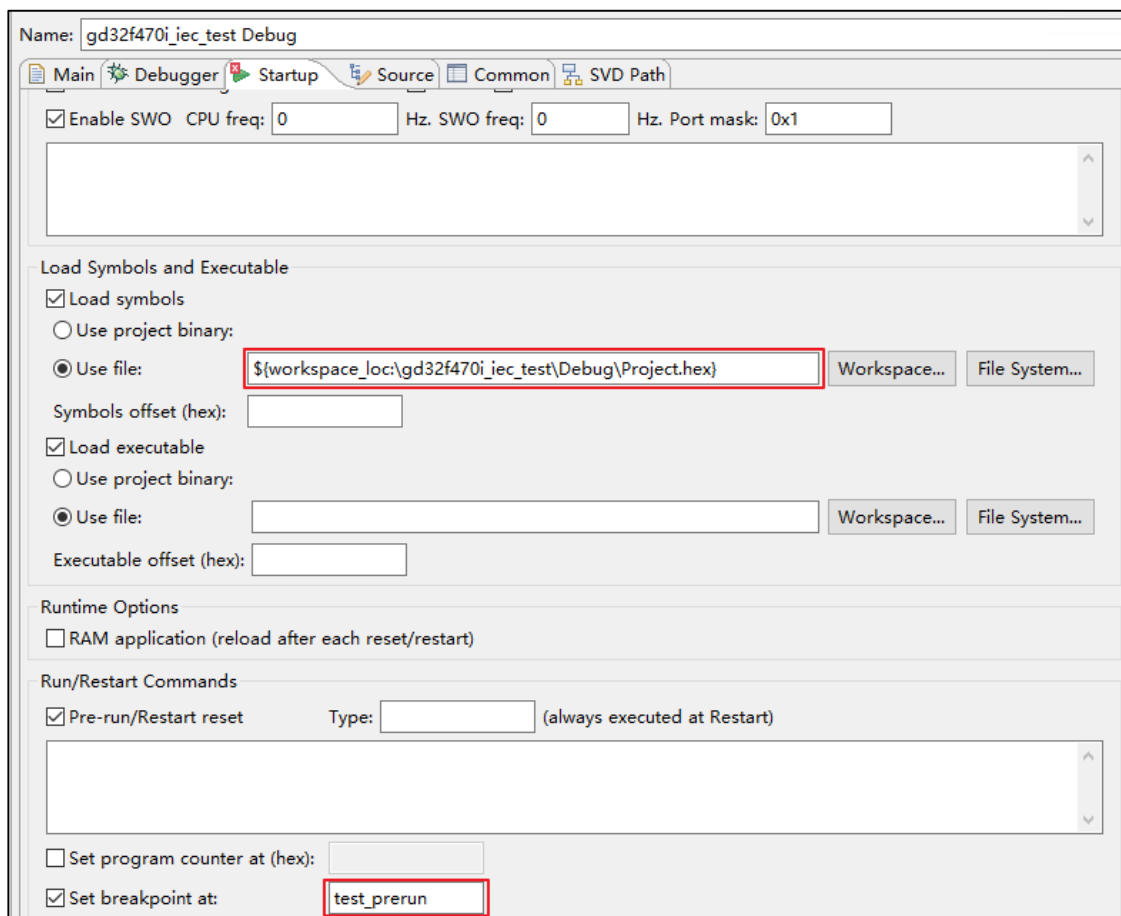 Name: gd32f470i_iec_test Debug
Main Debugger Startup Source Common SVD Path
Enable SWO CPU freq: 0 Hz. SWO freq: 0 Hz. Port mask: 0x1
Load Symbols and Executable
Load symbols
Use project binary:
Use file: ${workspace_loc:\gd32f470i_iec_test\Debug\Project.hex} Workspace... File System...
Symbols offset (hex):
Load executable
Use project binary:
Use file: Workspace... File System...
Executable offset (hex):
Runtime Options
RAM application (reload after each reset/restart)
Run/Restart Commands
Pre-run/Restart reset Type: (always executed at Restart)
Set program counter at (hex):
Set breakpoint at: test_prerun